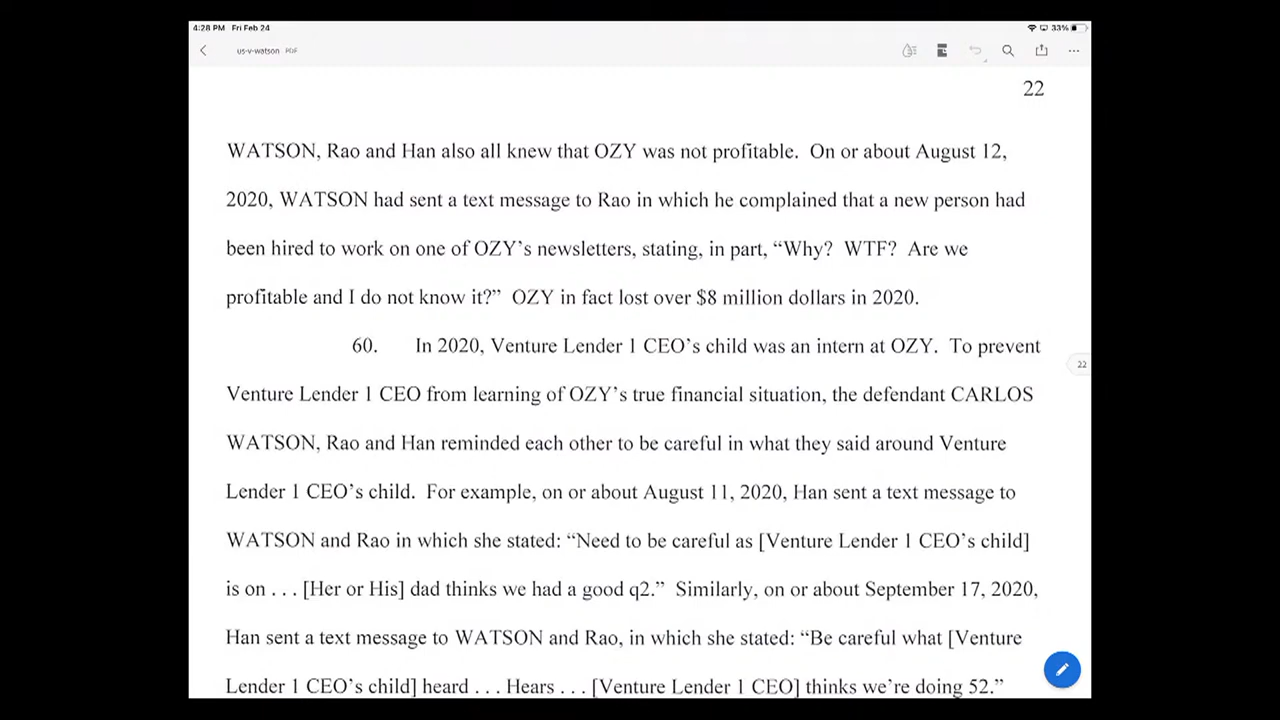 4:28 PM Fri Feb 24
33%
us-v-watson PDF
22
WATSON, Rao and Han also all knew that OZY was not profitable. On or about August 12,
2020, WATSON had sent a text message to Rao in which he complained that a new person had
been hired to work on one of OZY’s newsletters, stating, in part, “Why? WTF? Are we
profitable and I do not know it?” OZY in fact lost over $8 million dollars in 2020.
60. In 2020, Venture Lender 1 CEO’s child was an intern at OZY. To prevent
22
Venture Lender 1 CEO from learning of OZY’s true financial situation, the defendant CARLOS
WATSON, Rao and Han reminded each other to be careful in what they said around Venture
Lender 1 CEO’s child. For example, on or about August 11, 2020, Han sent a text message to
WATSON and Rao in which she stated: “Need to be careful as [Venture Lender 1 CEO’s child]
is on . . . [Her or His] dad thinks we had a good q2.” Similarly, on or about September 17, 2020,
Han sent a text message to WATSON and Rao, in which she stated: “Be careful what [Venture
Lender 1 CEO’s child] heard . . . Hears . . . [Venture Lender 1 CEO] thinks we’re doing 52.”